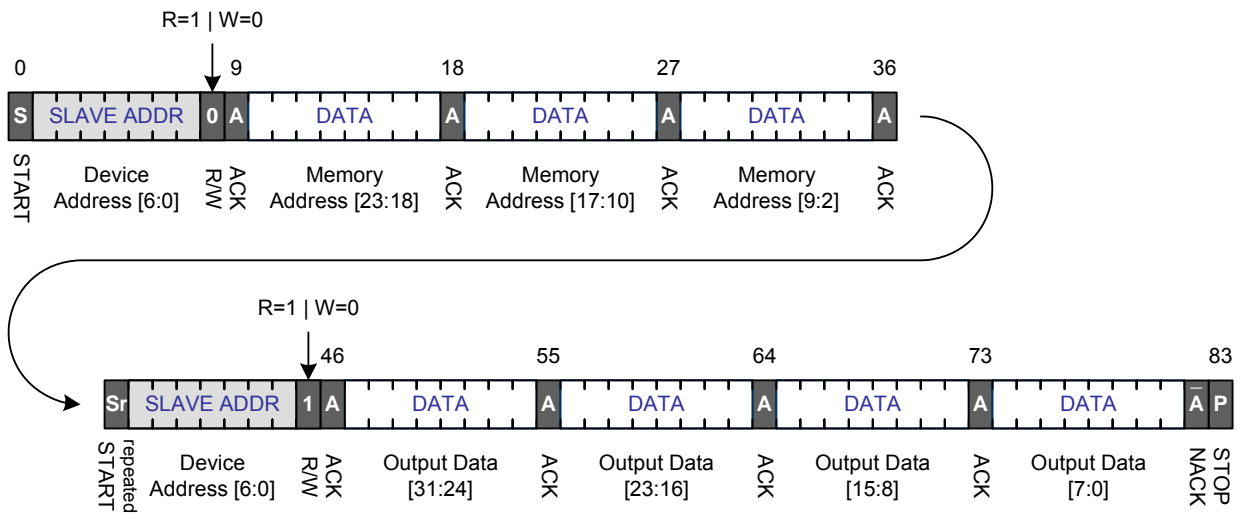 R=1 | W=0
0 9 18 27 36
S SLAVE ADDR 0 A DATA A DATA A DATA A
START Device Address [6:0] R/W ACK Memory Address [23:18] ACK Memory Address [17:10] ACK Memory Address [9:2] ACK
R=1 | W=0
46 55 64 73 83
Sr SLAVE ADDR 1 A DATA A DATA A DATA A DATA A̅ P
repeated START Device Address [6:0] R/W ACK Output Data [31:24] ACK Output Data [23:16] ACK Output Data [15:8] ACK Output Data [7:0] NACK STOP